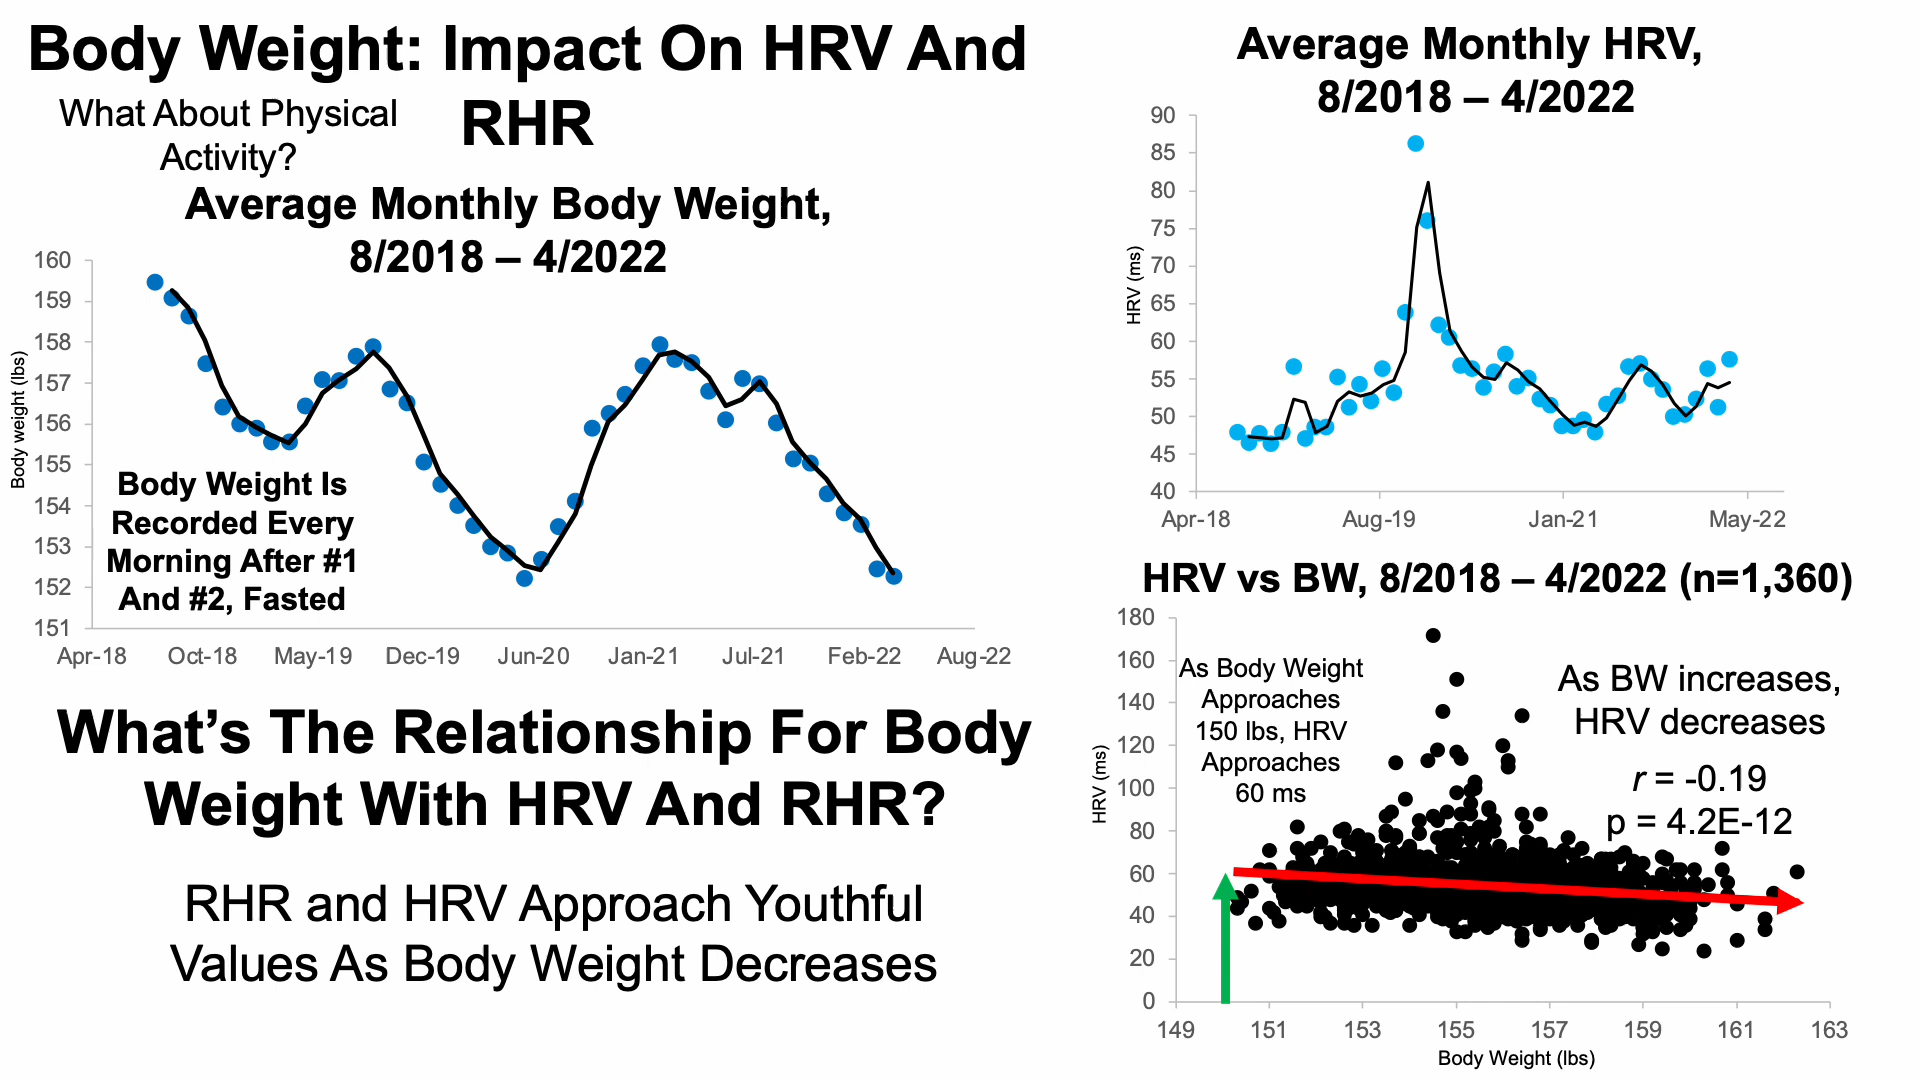 Body Weight: Impact On HRV And
RHR
What About Physical
Activity?
Average Monthly Body Weight,
8/2018 – 4/2022
160
159
158
157
156
155
154
153
152
151
Body weight (lbs)
Body Weight Is
Recorded Every
Morning After #1
And #2, Fasted
Apr-18 Oct-18 May-19 Dec-19 Jun-20 Jan-21 Jul-21 Feb-22 Aug-22
What’s The Relationship For Body
Weight With HRV And RHR?
RHR and HRV Approach Youthful
Values As Body Weight Decreases
Average Monthly HRV,
8/2018 – 4/2022
90
85
80
75
70
65
60
55
50
45
40
HRV (ms)
Apr-18 Aug-19 Jan-21 May-22
HRV vs BW, 8/2018 – 4/2022 (n=1,360)
180
160
140
120
100
80
60
40
20
0
HRV (ms)
As Body Weight
Approaches
150 lbs, HRV
Approaches
60 ms
As BW increases,
HRV decreases
r = -0.19
p = 4.2E-12
149 151 153 155 157 159 161 163
Body Weight (lbs)